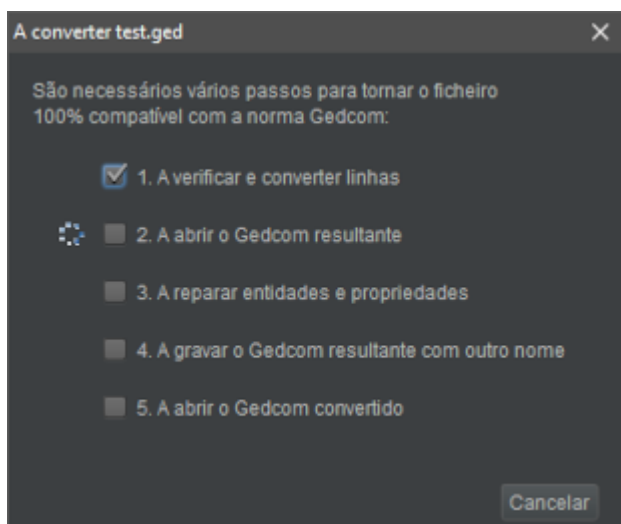 A converter test.ged
São necessários vários passos para tornar o ficheiro
100% compatível com a norma Gedcom:
1. A verificar e converter linhas
2. A abrir o Gedcom resultante
3. A reparar entidades e propriedades
4. A gravar o Gedcom resultante com outro nome
5. A abrir o Gedcom convertido
Cancelar